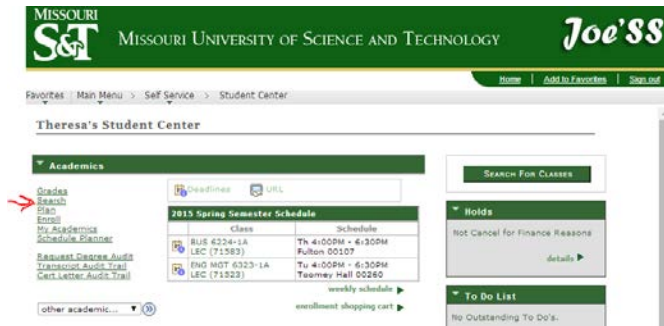 MISSOURI
S&T
MISSOURI UNIVERSITY OF SCIENCE AND TECHNOLOGY
Joe'SS
Home | Add to Favorites | Sign out
Favorites Main Menu > Self Service > Student Center
Theresa's Student Center
Academics
Grades
Search
Plan
Enroll
My Academics
Schedule Planner
Request Degree Audit
Transcript Audit Trail
Cert Letter Audit Trail
other academic...
Deadlines URL
2015 Spring Semester Schedule
Class Schedule
BUS 6224-1A
LEC (71583)
Th 4:00PM - 6:30PM
Fulton 00107
ENG MGT 6323-1A
LEC (71523)
Tu 4:00PM - 6:30PM
Toomey Hall 00260
weekly schedule
enrollment shopping cart
SEARCH FOR CLASSES
Holds
Not Cancel for Finance Reasons
details
To Do List
No Outstanding To Do's.